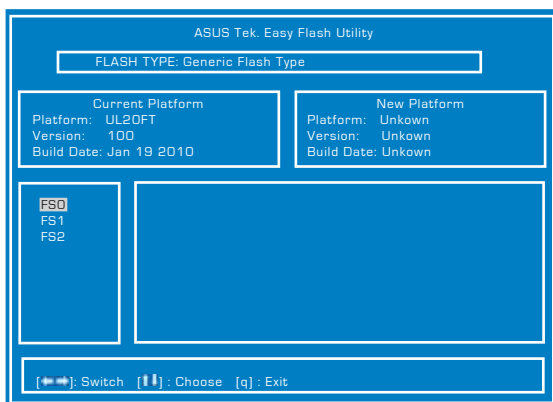 ASUS Tek. Easy Flash Utility
FLASH TYPE: Generic Flash Type
Current Platform
Platform: UL20FT
Version: 100
Build Date: Jan 19 2010
New Platform
Platform: Unkown
Version: Unkown
Build Date: Unkown
FS0
FS1
FS2
[⬅➡]: Switch [⬆⬇] : Choose [q] : Exit